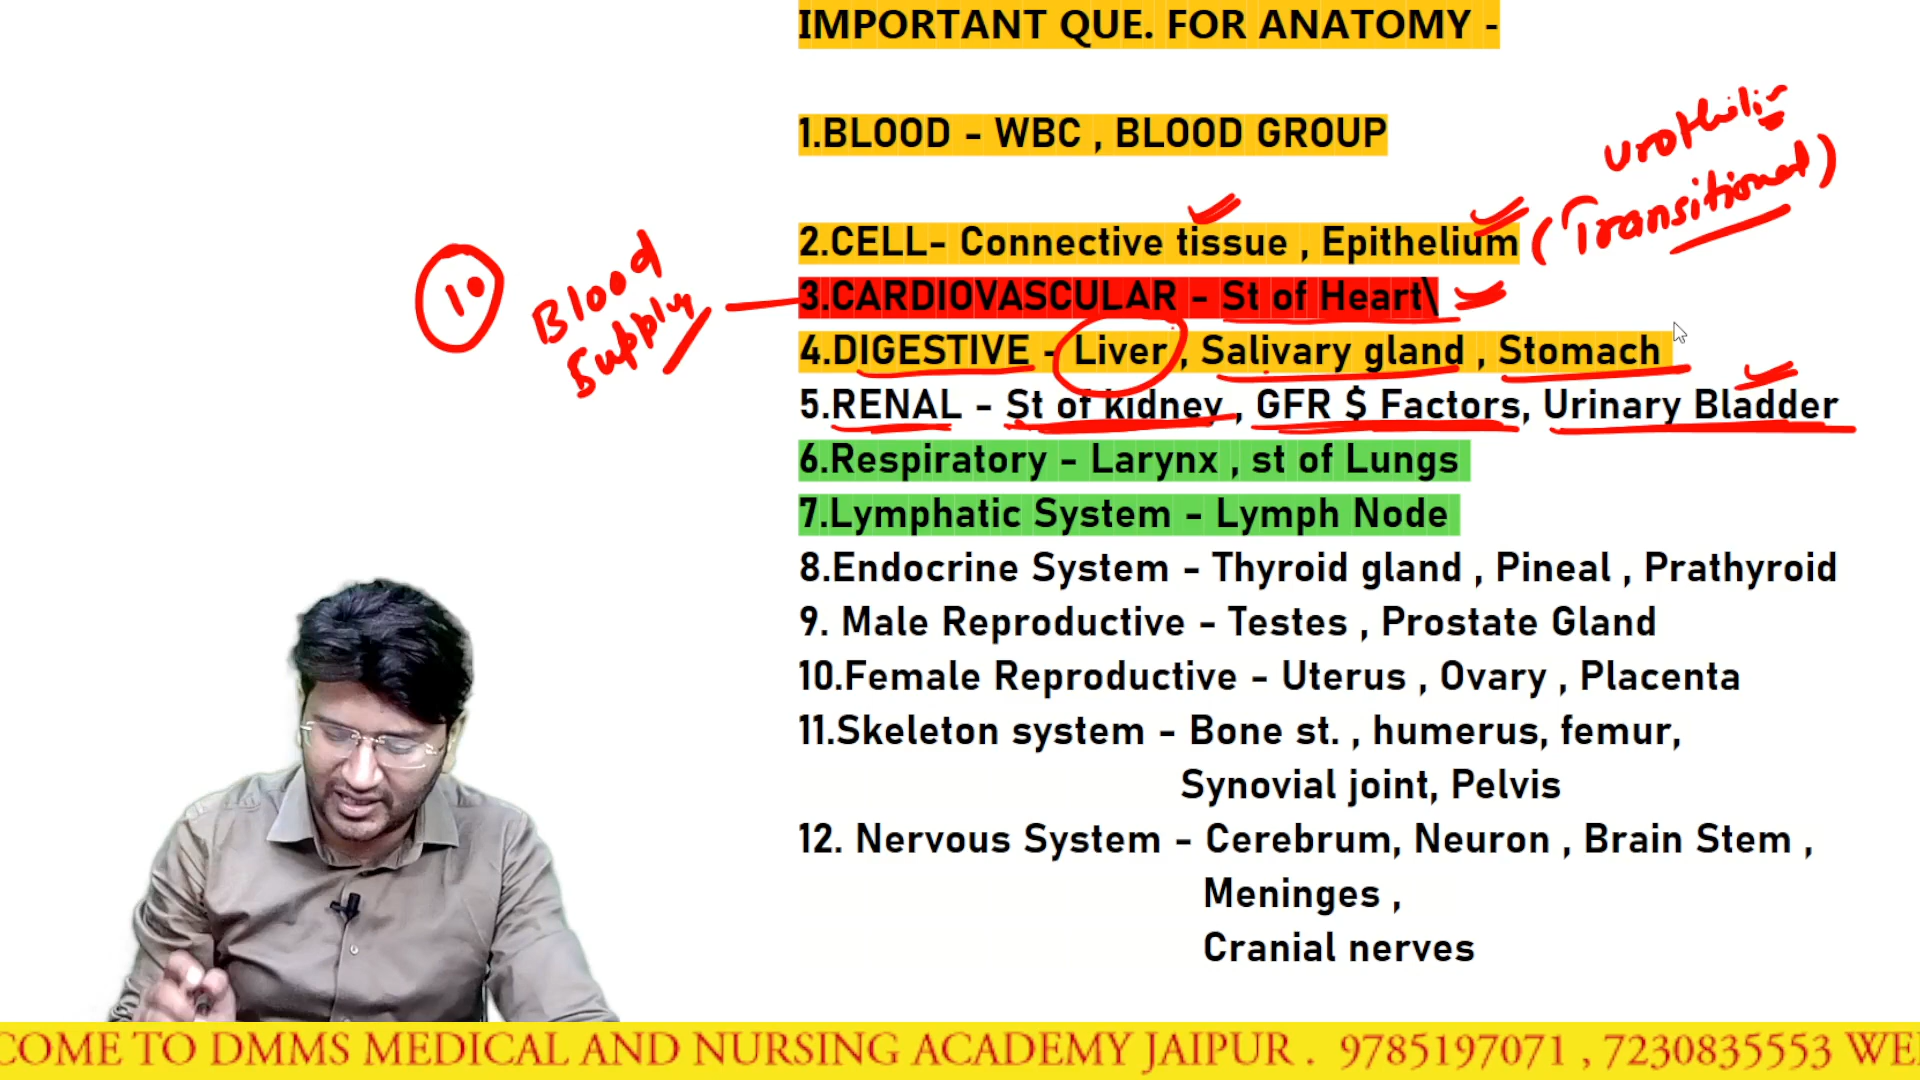 IMPORTANT QUE. FOR ANATOMY -
1.BLOOD - WBC , BLOOD GROUP
2.CELL- Connective tissue , Epithelium
(Transitional)
3.CARDIOVASCULAR - St of Heart\
10
Blood
Supply
4.DIGESTIVE - Liver , Salivary gland , Stomach
5.RENAL - St of kidney , GFR $ Factors, Urinary Bladder
6.Respiratory - Larynx , st of Lungs
7.Lymphatic System - Lymph Node
8.Endocrine System - Thyroid gland , Pineal , Prathyroid
9. Male Reproductive - Testes , Prostate Gland
10.Female Reproductive - Uterus , Ovary , Placenta
11.Skeleton system - Bone st. , humerus, femur,
Synovial joint, Pelvis
12. Nervous System - Cerebrum, Neuron , Brain Stem ,
Meninges ,
Cranial nerves
COME TO DMMS MEDICAL AND NURSING ACADEMY JAIPUR . 9785197071 , 7230835553 WE